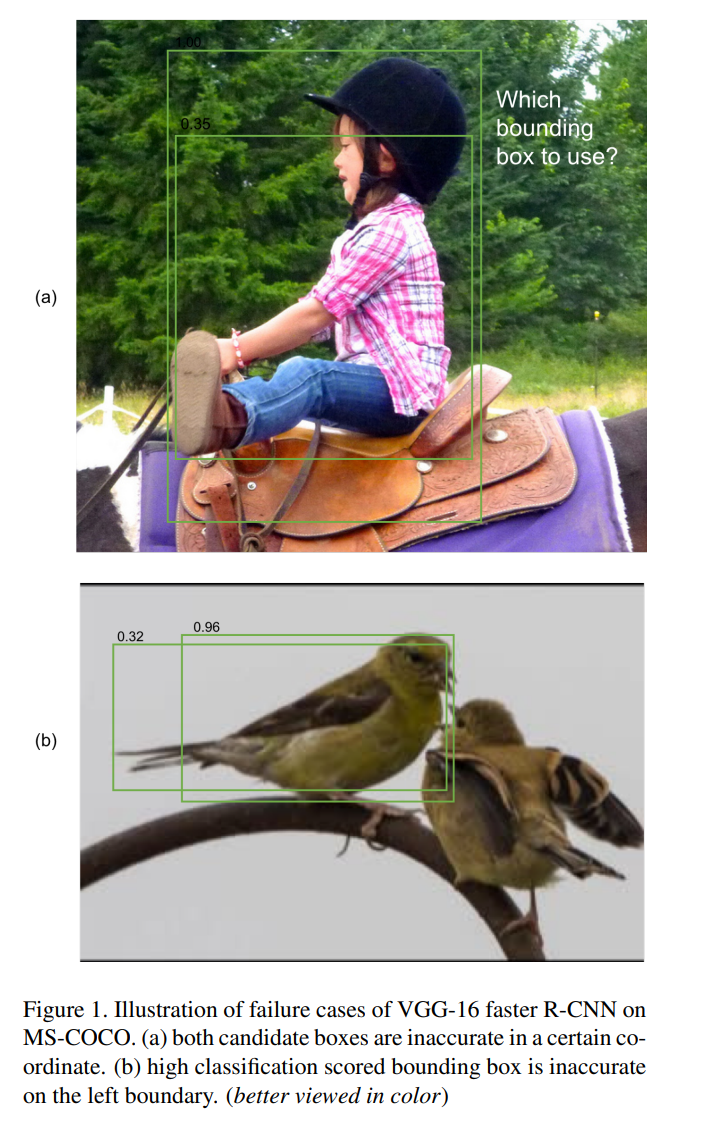 1.00
0.35
Which
bounding
box to use?
(a)
0.32
0.96
(b)
Figure 1. Illustration of failure cases of VGG-16 faster R-CNN on
MS-COCO. (a) both candidate boxes are inaccurate in a certain co-
ordinate. (b) high classification scored bounding box is inaccurate
on the left boundary. (better viewed in color)